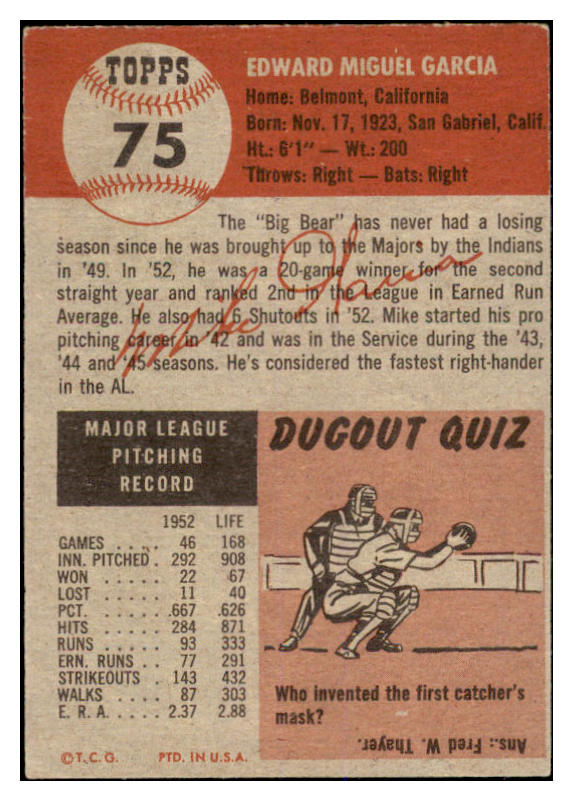 TOPPS
75
EDWARD MIGUEL GARCIA
Home: Belmont, California
Born: Nov. 17, 1923, San Gabriel, Calif.
Ht.: 6'1" — Wt.: 200
Throws: Right — Bats: Right
The "Big Bear" has never had a losing
season since he was brought up to the Majors by the Indians
in '49. In '52, he was a 20-game winner for the second
straight year and ranked 2nd in the League in Earned Run
Average. He also had 6 Shutouts in '52. Mike started his pro
pitching career in '42 and was in the Service during the '43,
'44 and '45 seasons. He's considered the fastest right-hander
in the AL.
Mike Garcia
MAJOR LEAGUE
PITCHING
RECORD
1952 LIFE
GAMES .... 46 168
INN. PITCHED . 292 908
WON ..... 22 67
LOST ..... 11 40
PCT. ..... .667 .626
HITS ..... 284 871
RUNS ..... 93 333
ERN. RUNS .. 77 291
STRIKEOUTS . 143 432
WALKS .... 87 303
E. R. A. .... 2.37 2.88
©T.C.G. PTD. IN U.S.A.
DUGOUT QUIZ
Who invented the first catcher's
mask?
Ans.: Fred W. Thayer.